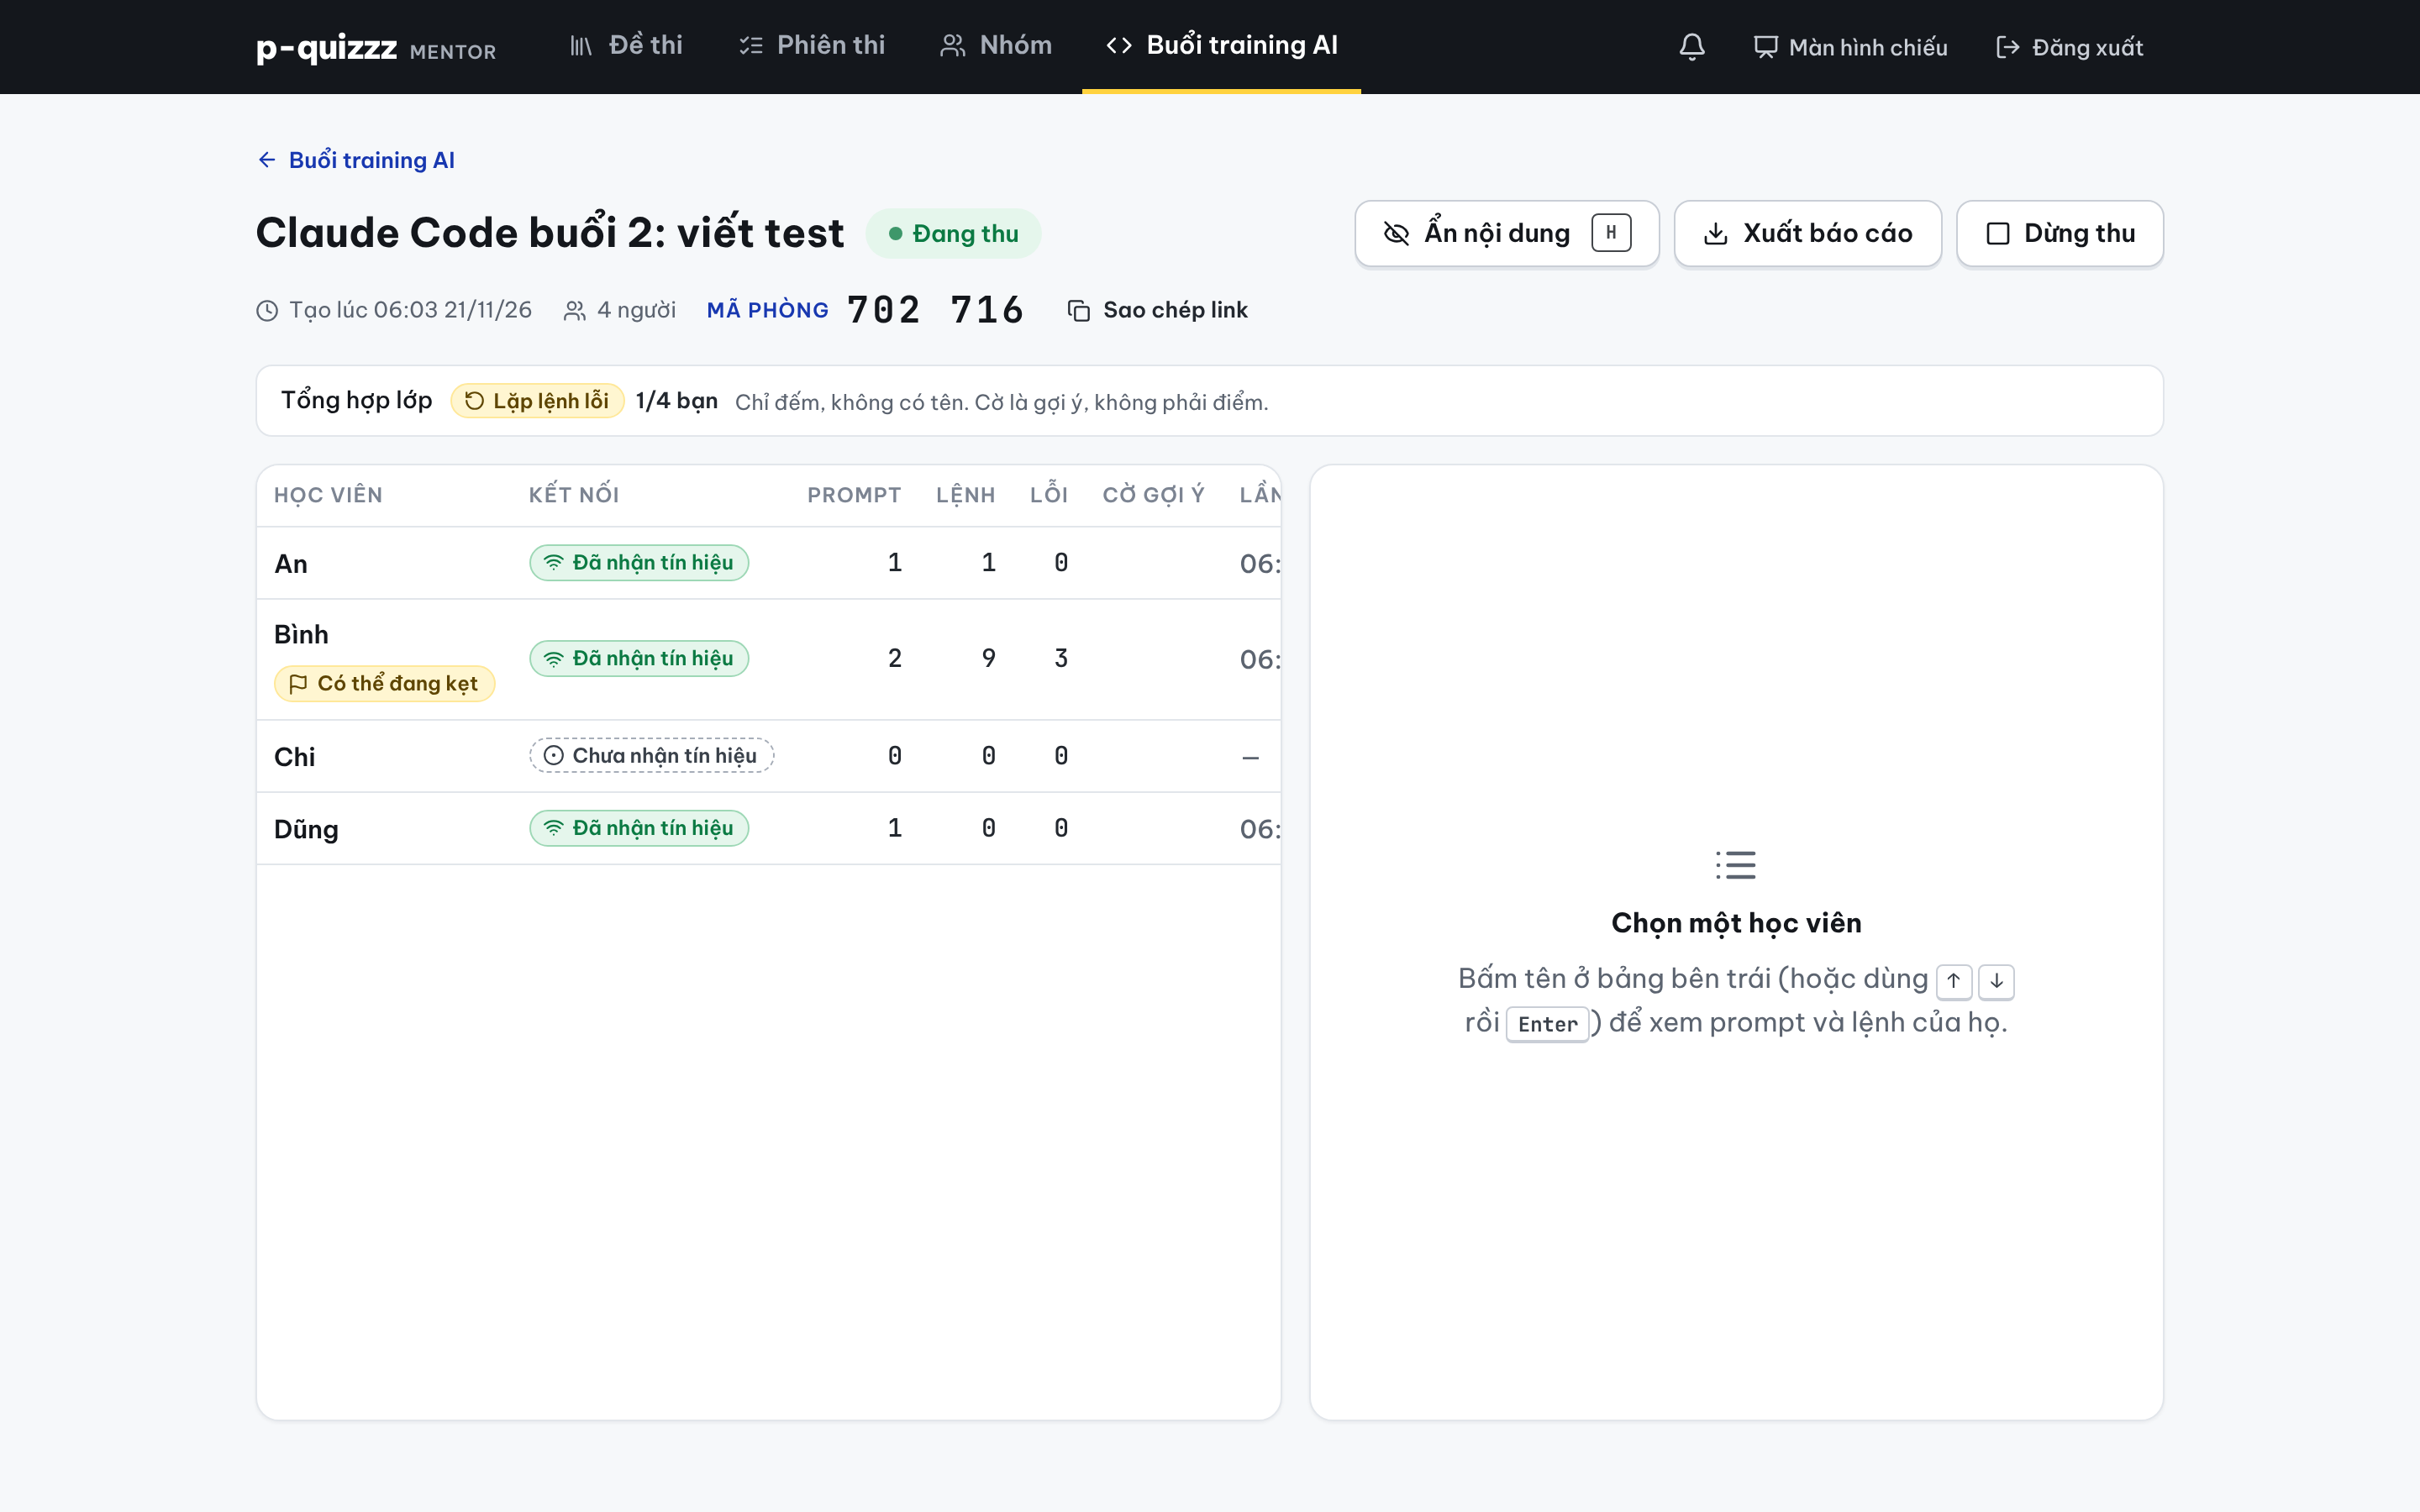 p-quizzz MENTOR Đề thi Phiên thi Nhóm Buổi training AI Màn hình chiếu Đăng xuất
Buổi training AI
Claude Code buổi 2: viết test Đang thu Ẩn nội dung H Xuất báo cáo Dừng thu
Tạo lúc 06:03 21/11/26 4 người MÃ PHÒNG 702 716 Sao chép link
Tổng hợp lớp Lặp lệnh lỗi 1/4 bạn Chỉ đếm, không có tên. Cờ là gợi ý, không phải điểm.
HỌC VIÊN KẾT NỐI PROMPT LỆNH LỖI CỜ GỢI Ý LẦN
An Đã nhận tín hiệu 1 1 0 06:
Bình Đã nhận tín hiệu 2 9 3 06:
Có thể đang kẹt
Chi Chưa nhận tín hiệu 0 0 0 –
Dũng Đã nhận tín hiệu 1 0 0 06:
Chọn một học viên
Bấm tên ở bảng bên trái (hoặc dùng ↑ ↓
rồi Enter) để xem prompt và lệnh của họ.